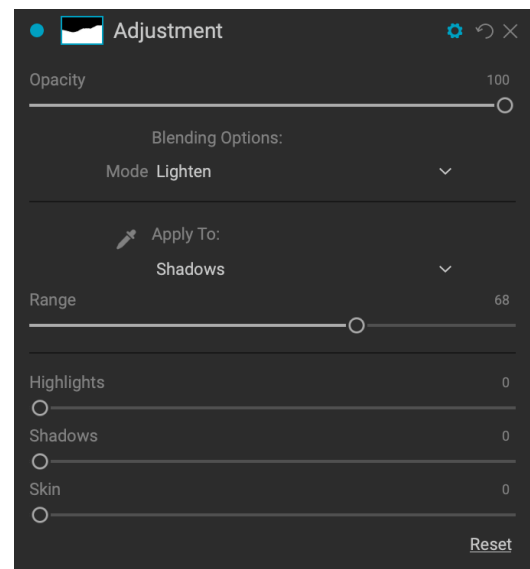 Adjustment
Opacity 100
Blending Options:
Mode Lighten
Apply To:
Shadows
Range 68
Highlights 0
Shadows 0
Skin 0
Reset